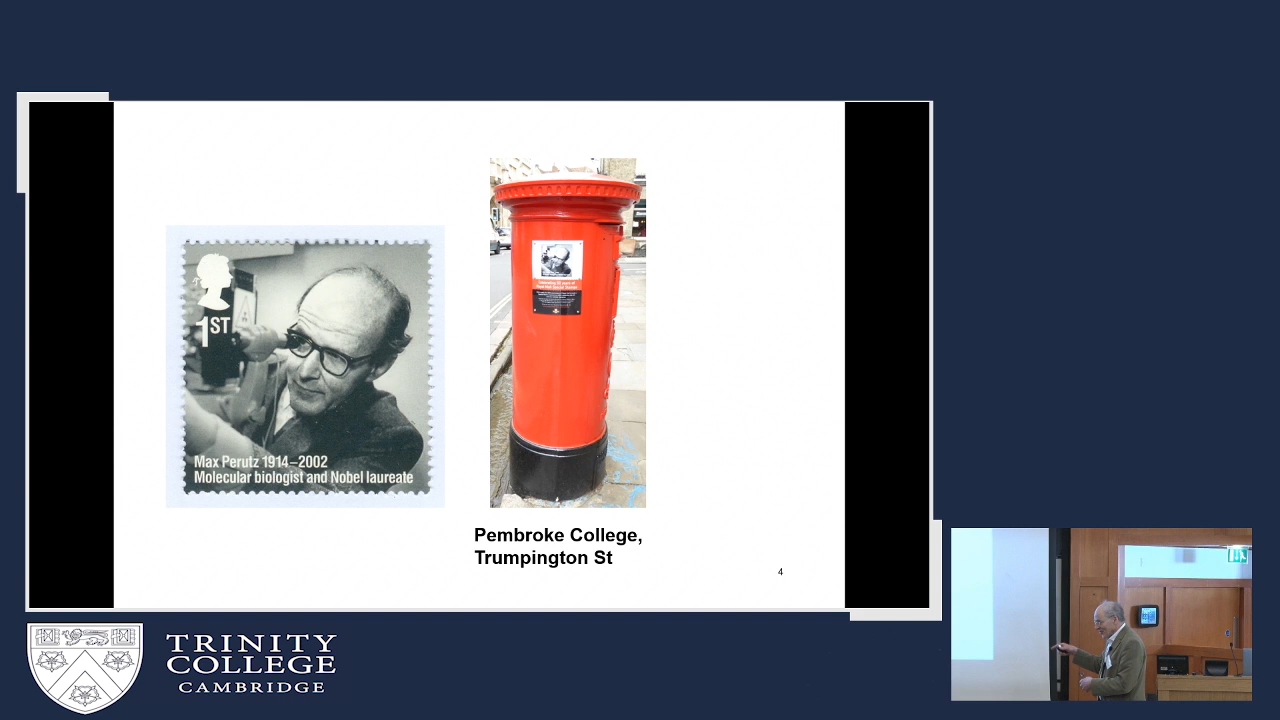 1ST
Max Perutz 1914–2002
Molecular biologist and Nobel laureate
Pembroke College,
Trumpington St
4
TRINITY
COLLEGE
CAMBRIDGE